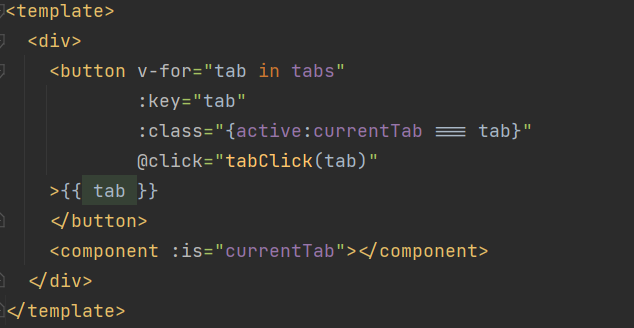 <template>
  <div>
    <button v-for="tab in tabs"
            :key="tab"
            :class="{active:currentTab === tab}"
            @click="tabClick(tab)"
    >{{ tab }}
    </button>
    <component :is="currentTab"></component>
  </div>
</template>